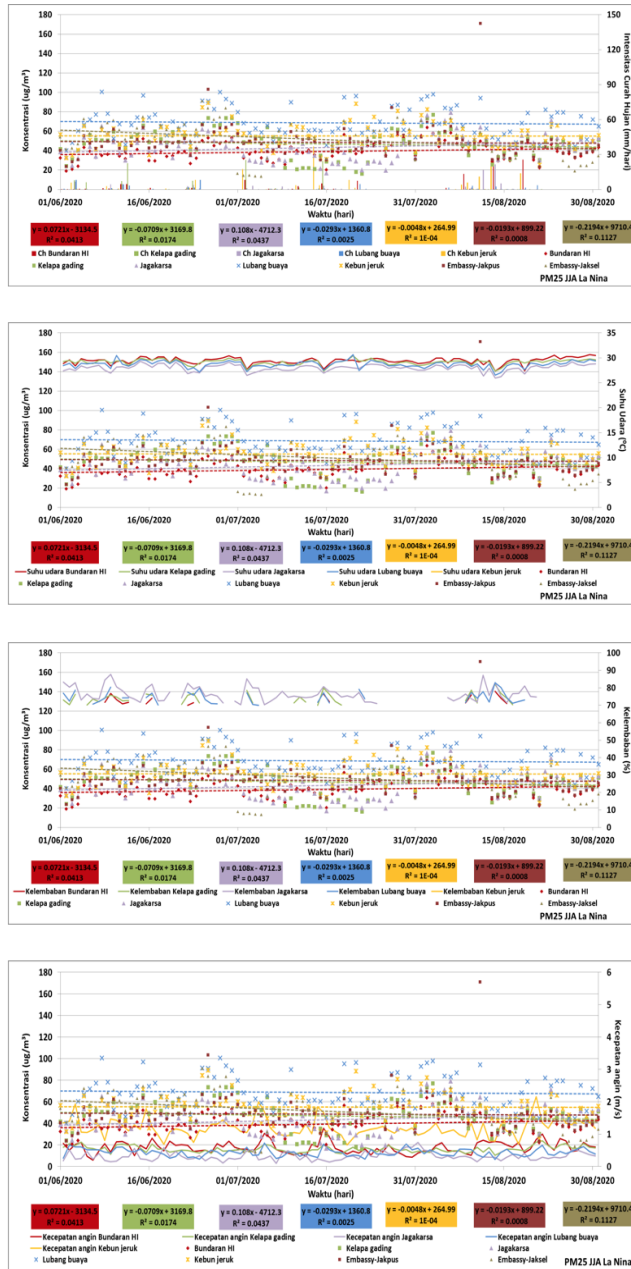 180 160 140 120 100 80 60 40 20 0
Konsentrasi (ug/m³)
150 120 90 60 30 0
Intensitas Curah Hujan (mm/hari)
01/06/2020 16/06/2020 01/07/2020 16/07/2020 31/07/2020 15/08/2020 30/08/2020
Waktu (hari)
y = 0.0721x - 3134.5 y = -0.0709x + 3169.8 y = 0.108x - 4712.3 y = -0.0293x + 1360.8 y = -0.0048x + 264.99 y = -0.0193x + 899.22 y = -0.2194x + 9710.4
R² = 0.0413 R² = 0.0174 R² = 0.0437 R² = 0.0025 R² = 1E-04 R² = 0.0008 R² = 0.1127
Ch Bundaran HI Ch Kelapa gading Ch Jagakarsa Ch Lubang buaya Ch Kebun jeruk Bundaran HI
Kelapa gading Jagakarsa Lubang buaya Kebun jeruk Embassy-Jakpus Embassy-Jaksel
PM25 JJA La Nina
180 160 140 120 100 80 60 40 20 0
Konsentrasi (ug/m³)
35 30 25 20 15 10 5 0
Suhu Udara (°C)
01/06/2020 16/06/2020 01/07/2020 16/07/2020 31/07/2020 15/08/2020 30/08/2020
Waktu (hari)
y = 0.0721x - 3134.5 y = -0.0709x + 3169.8 y = 0.108x - 4712.3 y = -0.0293x + 1360.8 y = -0.0048x + 264.99 y = -0.0193x + 899.22 y = -0.2194x + 9710.4
R² = 0.0413 R² = 0.0174 R² = 0.0437 R² = 0.0025 R² = 1E-04 R² = 0.0008 R² = 0.1127
Suhu udara Bundaran HI Suhu udara Kelapa gading Suhu udara Jagakarsa Suhu udara Lubang buaya Suhu udara Kebun jeruk Bundaran HI
Kelapa gading Jagakarsa Lubang buaya Kebun jeruk Embassy-Jakpus Embassy-Jaksel
PM25 JJA La Nina
180 160 140 120 100 80 60 40 20 0
Konsentrasi (ug/m³)
100 90 80 70 60 50 40 30 20 10 0
Kelembaban (%)
01/06/2020 16/06/2020 01/07/2020 16/07/2020 31/07/2020 15/08/2020 30/08/2020
Waktu (hari)
y = 0.0721x - 3134.5 y = -0.0709x + 3169.8 y = 0.108x - 4712.3 y = -0.0293x + 1360.8 y = -0.0048x + 264.99 y = -0.0193x + 899.22 y = -0.2194x + 9710.4
R² = 0.0413 R² = 0.0174 R² = 0.0437 R² = 0.0025 R² = 1E-04 R² = 0.0008 R² = 0.1127
Kelembaban Bundaran HI Kelembaban Kelapa gading Kelembaban Jagakarsa Kelembaban Lubang buaya Kelembaban Kebun jeruk Bundaran HI
Kelapa gading Jagakarsa Lubang buaya Kebun jeruk Embassy-Jakpus Embassy-Jaksel
PM25 JJA La Nina
180 160 140 120 100 80 60 40 20 0
Konsentrasi (ug/m³)
6 5 4 3 2 1 0
Kecepatan angin (m/s)
01/06/2020 16/06/2020 01/07/2020 16/07/2020 31/07/2020 15/08/2020 30/08/2020
Waktu (hari)
y = 0.0721x - 3134.5 y = -0.0709x + 3169.8 y = 0.108x - 4712.3 y = -0.0293x + 1360.8 y = -0.0048x + 264.99 y = -0.0193x + 899.22 y = -0.2194x + 9710.4
R² = 0.0413 R² = 0.0174 R² = 0.0437 R² = 0.0025 R² = 1E-04 R² = 0.0008 R² = 0.1127
Kecepatan angin Bundaran HI Kecepatan angin Kelapa gading Kecepatan angin Jagakarsa Kecepatan angin Lubang buaya
Kecepatan angin Kebun jeruk Bundaran HI Kelapa gading Jagakarsa
Lubang buaya Kebun jeruk Embassy-Jakpus Embassy-Jaksel
PM25 JJA La Nina